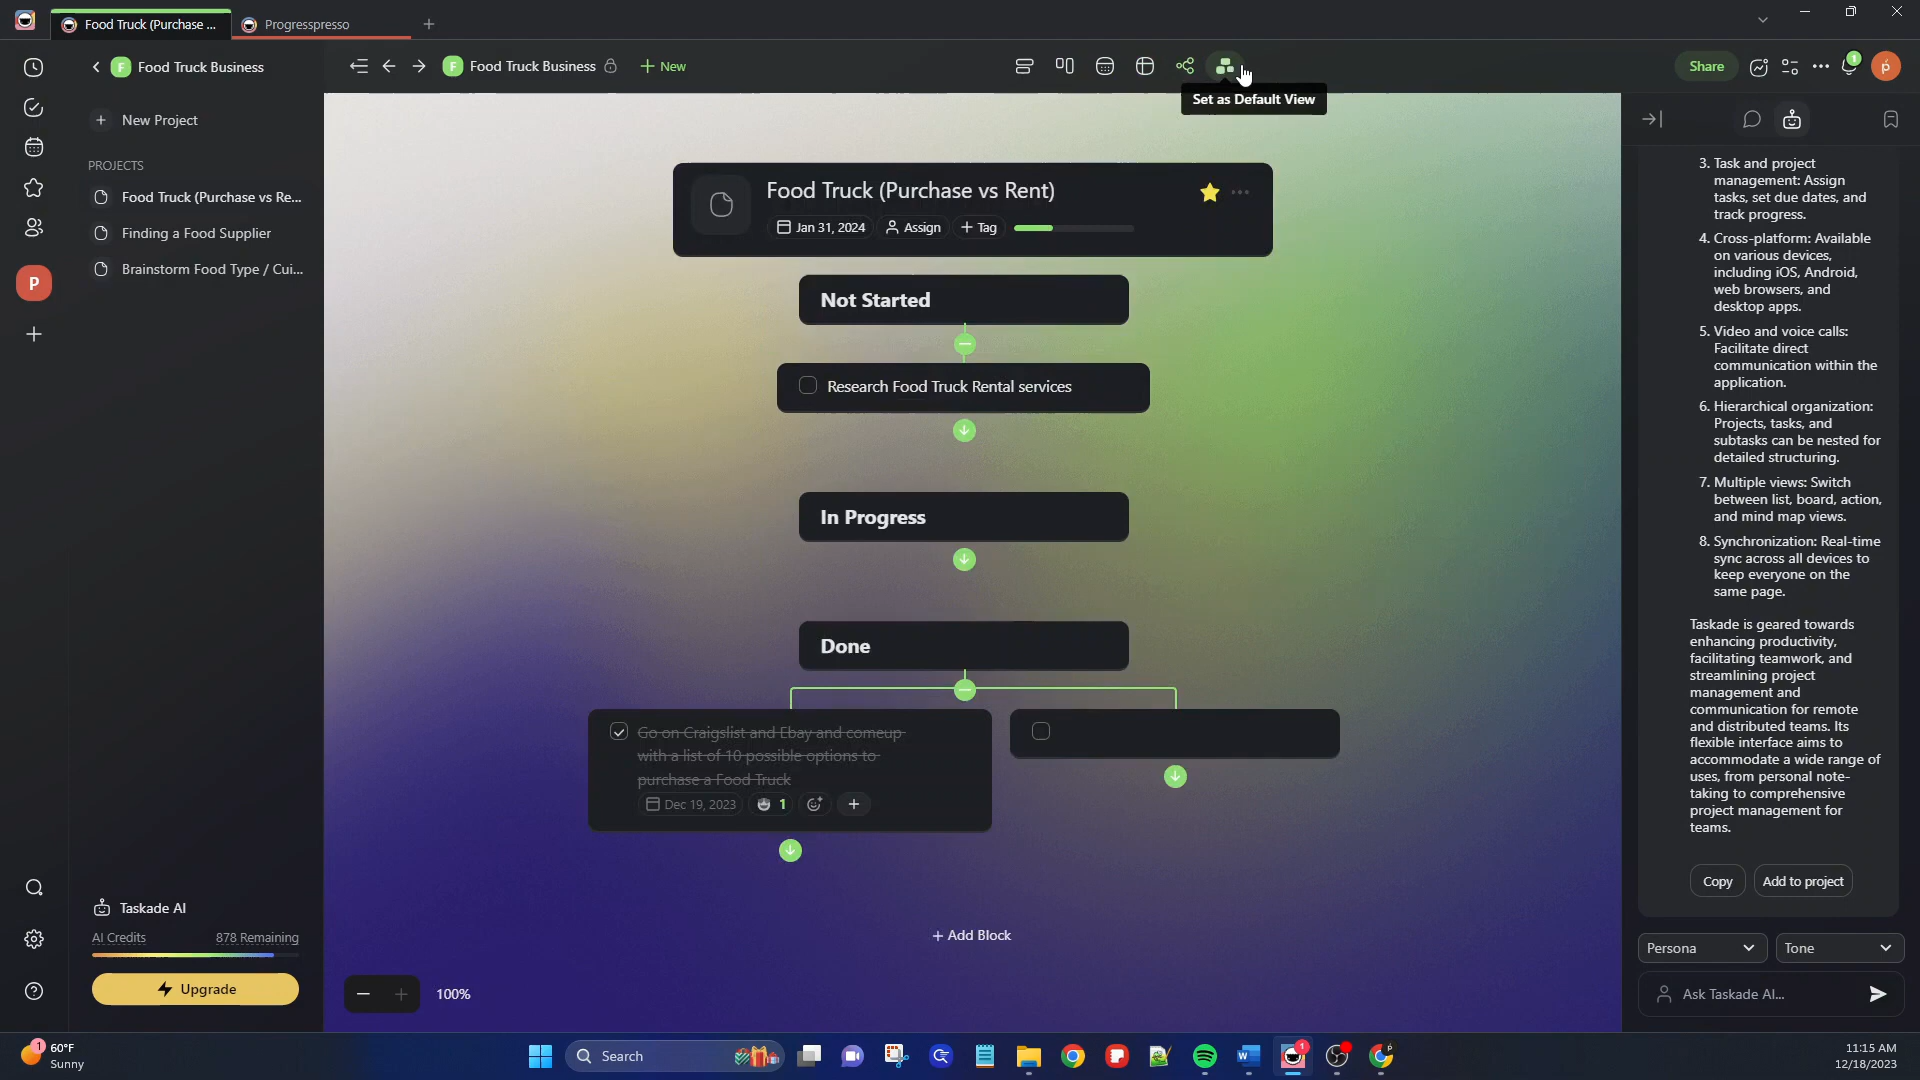 Food Truck (Purchase ...
Progresspresso
Food Truck Business
Food Truck Business
New
Set as Default View
Share
1
New Project
PROJECTS
Food Truck (Purchase vs Re...
Finding a Food Supplier
Brainstorm Food Type / Cui...
P
Food Truck (Purchase vs Rent)
Jan 31, 2024
Assign
Tag
Not Started
Research Food Truck Rental services
In Progress
Done
Go on Craigslist and Ebay and comeup
with a list of 10 possible options to
purchase a Food Truck
Dec 19, 2023
1
+ Add Block
100%
3. Task and project
management: Assign
tasks, set due dates, and
track progress.
4. Cross-platform: Available
on various devices,
including iOS, Android,
web browsers, and
desktop apps.
5. Video and voice calls:
Facilitate direct
communication within the
application.
6. Hierarchical organization:
Projects, tasks, and
subtasks can be nested for
detailed structuring.
7. Multiple views: Switch
between list, board, action,
and mind map views.
8. Synchronization: Real-time
sync across all devices to
keep everyone on the
same page.
Taskade is geared towards
enhancing productivity,
facilitating teamwork, and
streamlining project
management and
communication for remote
and distributed teams. Its
flexible interface aims to
accommodate a wide range of
uses, from personal note-
taking to comprehensive
project management for
teams.
Copy
Add to project
Persona
Tone
Ask Taskade AI...
Taskade AI
AI Credits
878 Remaining
Upgrade
1
60°F
Sunny
Search
1
11:15 AM
12/18/2023